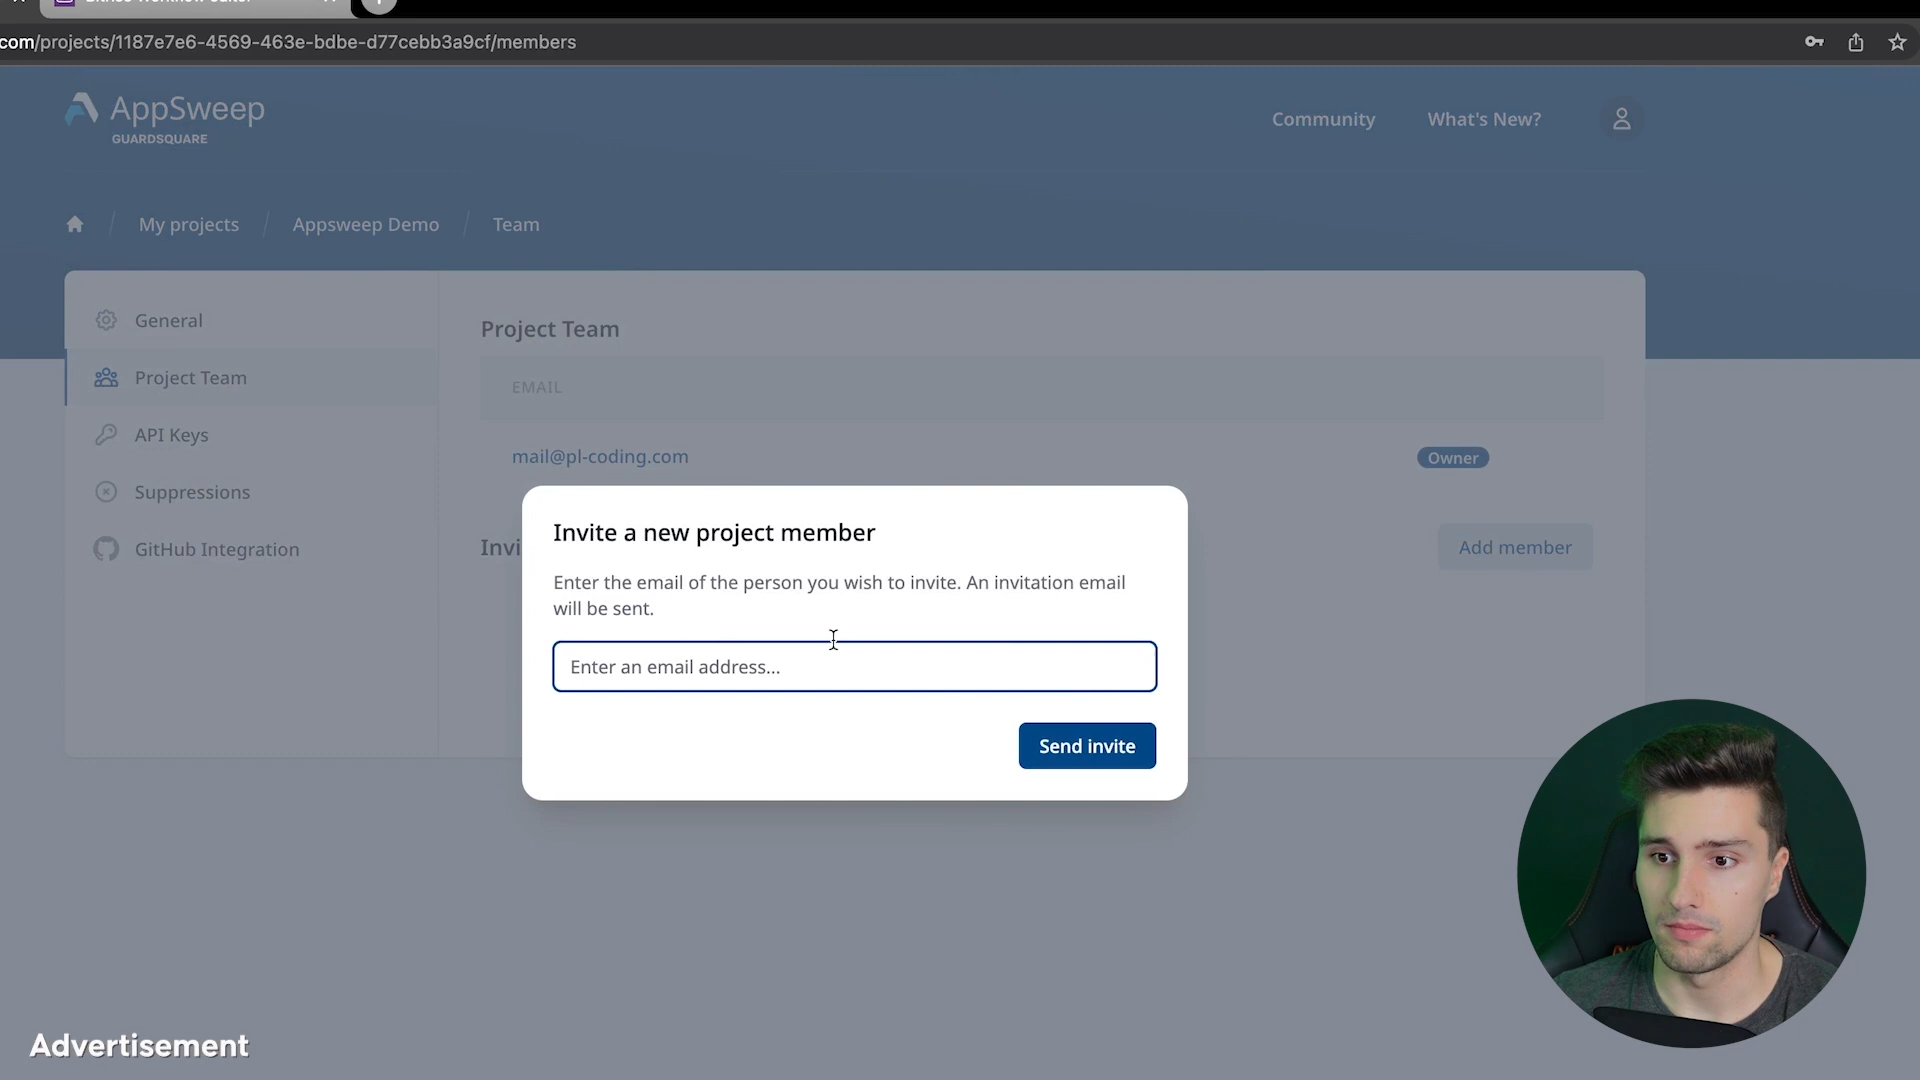 com/projects/1187e7e6-4569-463e-bdbe-d77cebb3a9cf/members
AppSweep
GUARDSQUARE
Community
What's New?
My projects / Appsweep Demo / Team
General
Project Team
API Keys
Suppressions
GitHub Integration
Project Team
EMAIL
mail@pl-coding.com
Owner
Invi
Add member
Invite a new project member
Enter the email of the person you wish to invite. An invitation email
will be sent.
Enter an email address...
Send invite
Advertisement